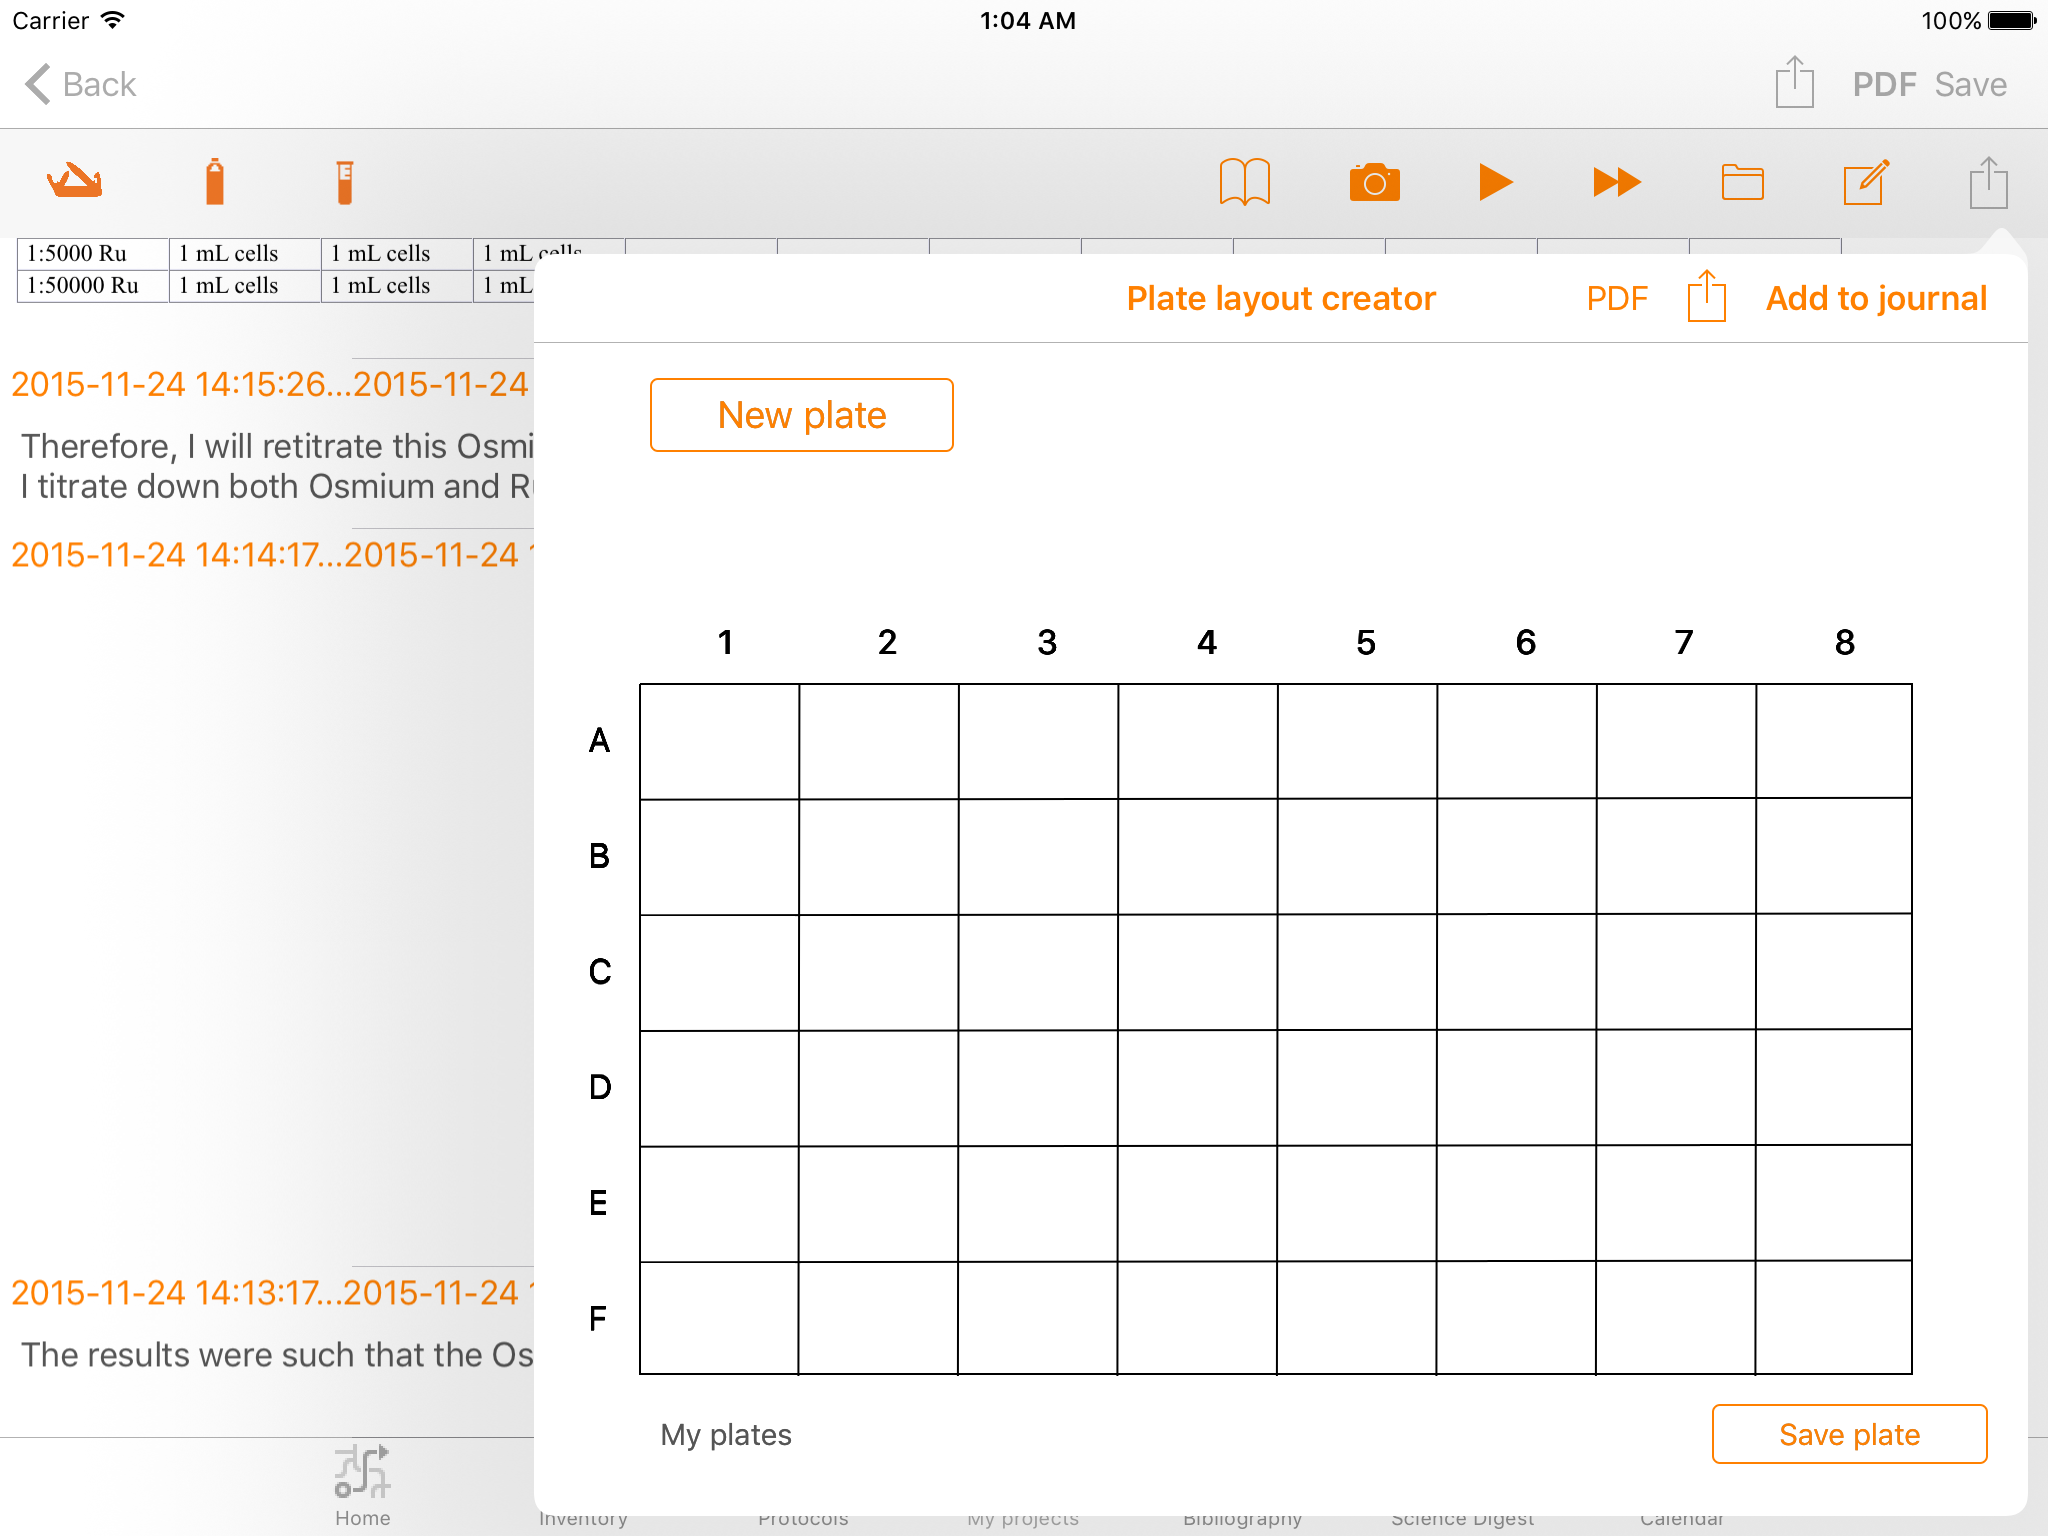 Carrier 1:04 AM 100%
Back PDF Save
E
1:5000 Ru 1 mL cells 1 mL cells 1 mL cells
1:50000 Ru 1 mL cells 1 mL cells 1 mL
Plate layout creator PDF Add to journal
2015-11-24 14:15:26...2015-11-24
New plate
Therefore, I will retitrate this Osmi
I titrate down both Osmium and R
2015-11-24 14:14:17...2015-11-24
1 2 3 4 5 6 7 8
A
B
C
D
E
F
2015-11-24 14:13:17...2015-11-24
The results were such that the Os
My plates Save plate
Home Inventory Protocols My projects Bibliography Science Digest Calendar